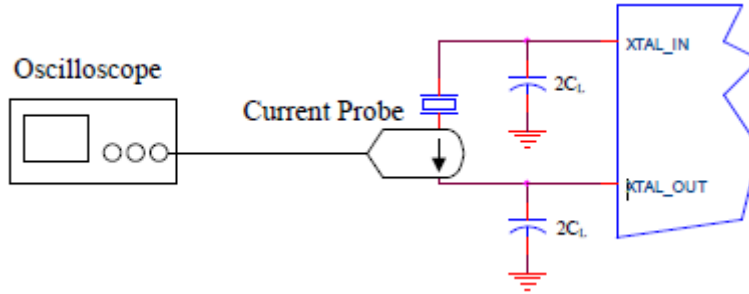 XTAL_IN
Oscilloscope
2CL
Current Probe
XTAL_OUT
2CL